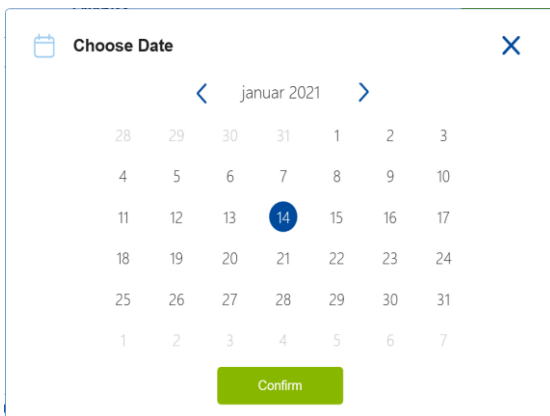 Choose Date
januar 2021
28 29 30 31 1 2 3
4 5 6 7 8 9 10
11 12 13 14 15 16 17
18 19 20 21 22 23 24
25 26 27 28 29 30 31
1 2 3 4 5 6 7
Confirm